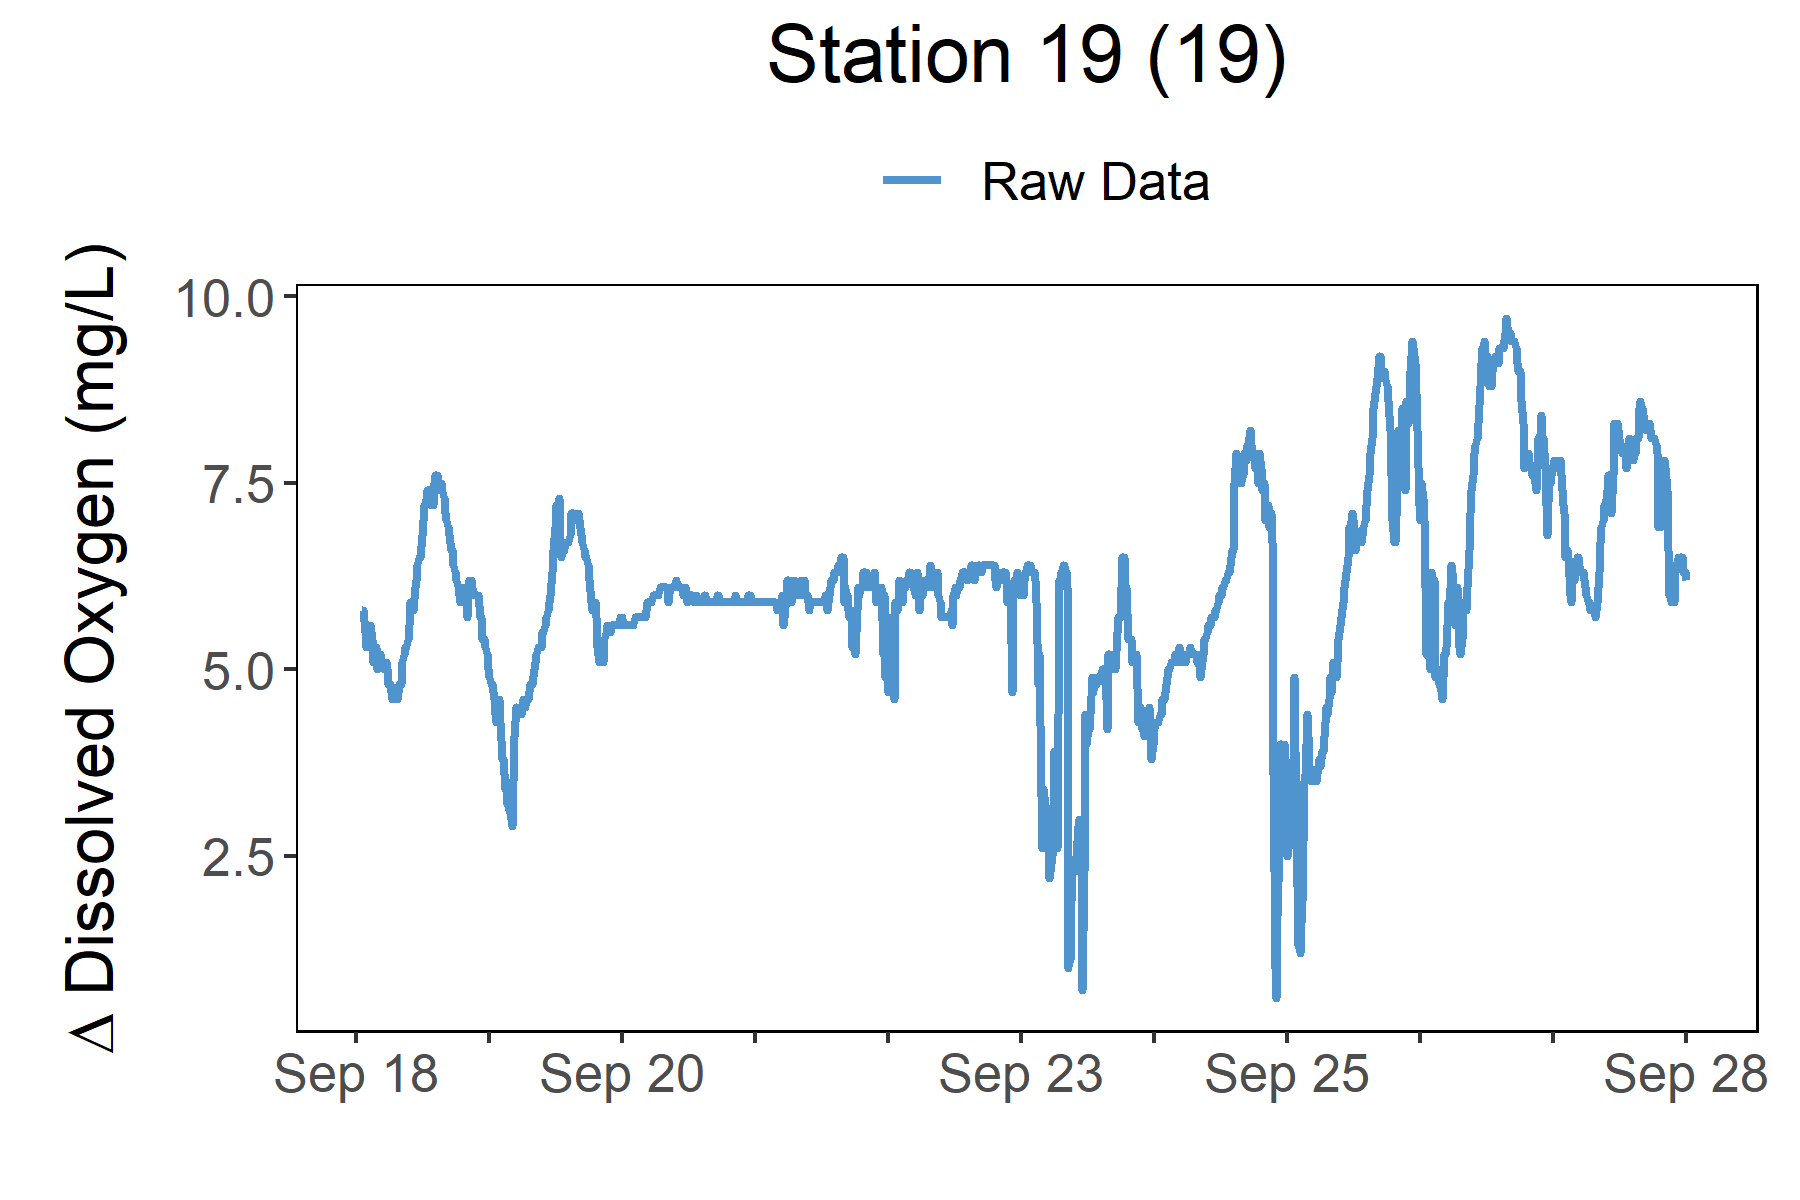 Station 19 (19)
Raw Data
Δ Dissolved Oxygen (mg/L)
10.0
7.5
5.0
2.5
Sep 18 Sep 20 Sep 23 Sep 25 Sep 28